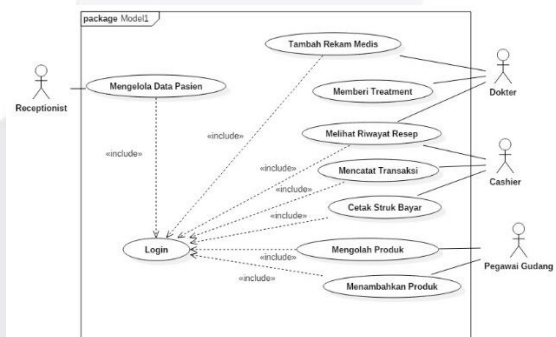 package Model1
Tambah Rekam Medis
Mengelola Data Pasien
Receptionist
Memberi Treatment
Dokter
«include»
«include»
Melihat Riwayat Resep
«include»
Mencatat Transaksi
«include»
Cashier
Cetak Struk Bayar
«include»
Login
Mengolah Produk
«include»
Pegawai Gudang
«include»
Menambahkan Produk